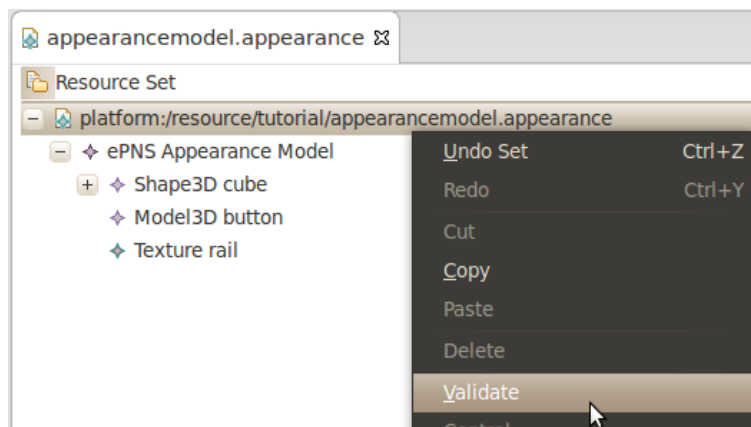 appearancemodel.appearance
Resource Set
platform:/resource/tutorial/appearancemodel.appearance
ePNS Appearance Model
Shape3D cube
Model3D button
Texture rail
Undo Set Ctrl+Z
Redo Ctrl+Y
Cut
Copy
Paste
Delete
Validate